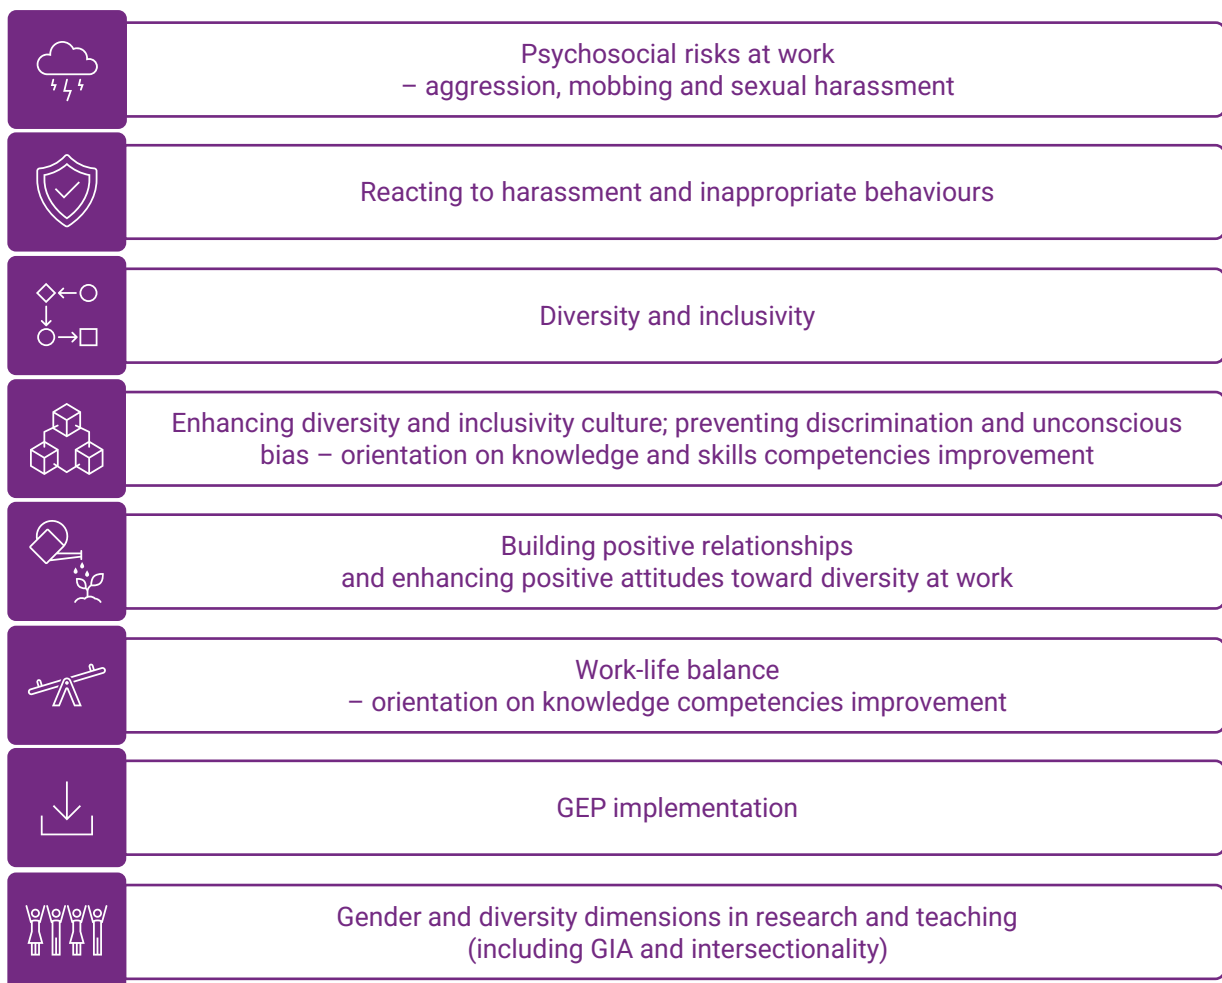 Psychosocial risks at work
– aggression, mobbing and sexual harassment
Reacting to harassment and inappropriate behaviours
Diversity and inclusivity
Enhancing diversity and inclusivity culture; preventing discrimination and unconscious
bias – orientation on knowledge and skills competencies improvement
Building positive relationships
and enhancing positive attitudes toward diversity at work
Work-life balance
– orientation on knowledge competencies improvement
GEP implementation
Gender and diversity dimensions in research and teaching
(including GIA and intersectionality)